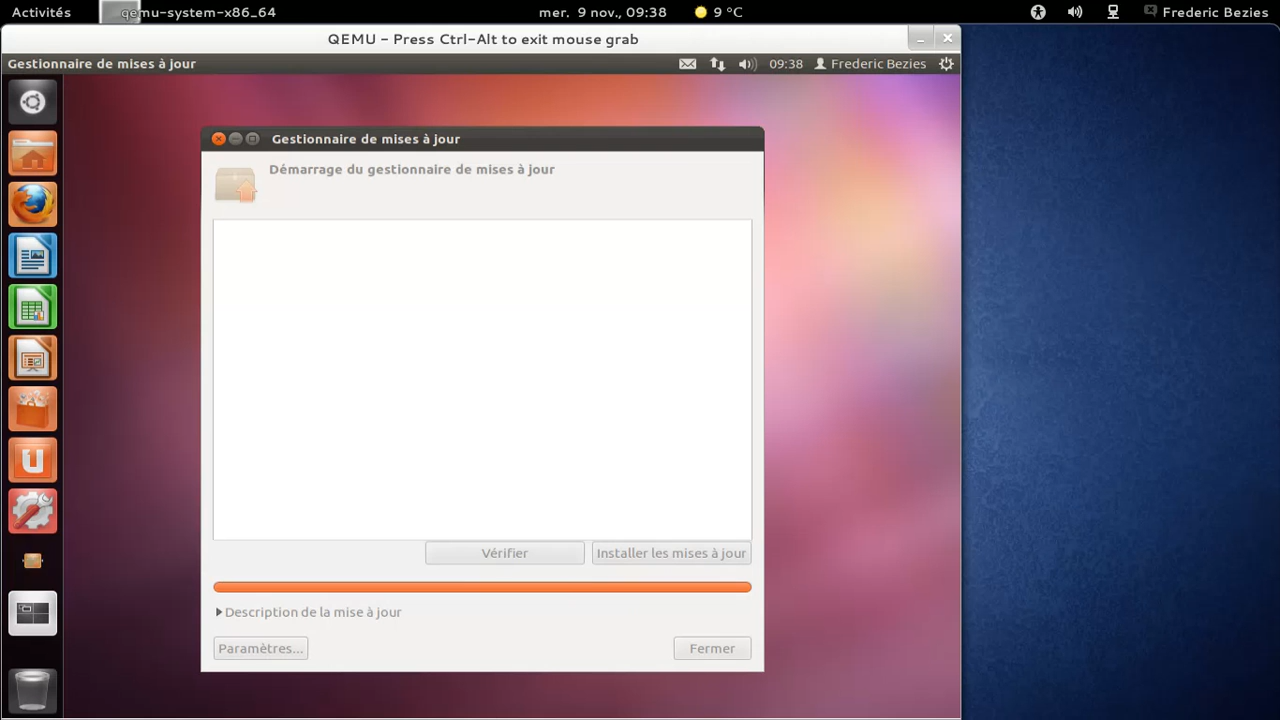 Activités
qemu-system-x86_64
mer. 9 nov., 09:38
9 °C
Frederic Bezies
QEMU - Press Ctrl-Alt to exit mouse grab
Gestionnaire de mises à jour
09:38
Frederic Bezies
Gestionnaire de mises à jour
Démarrage du gestionnaire de mises à jour
Vérifier
Installer les mises à jour
Description de la mise à jour
Paramètres...
Fermer